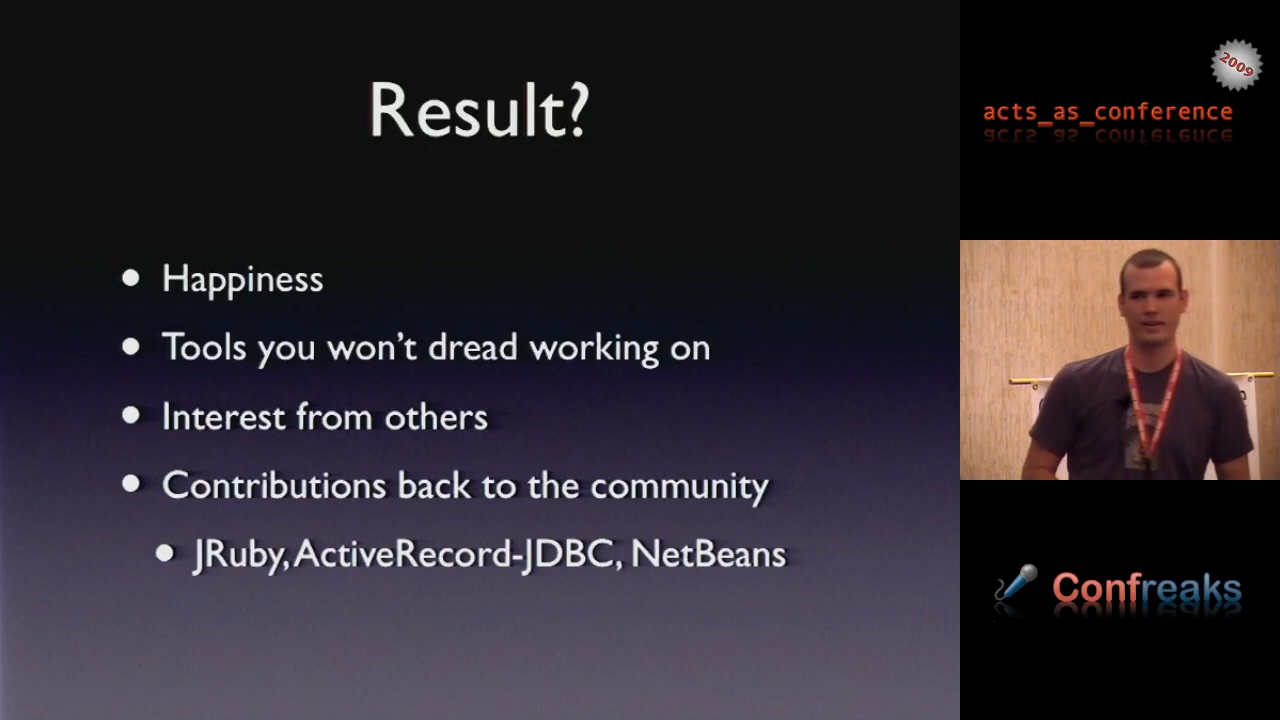 Result?
Happiness
Tools you won't dread working on
Interest from others
Contributions back to the community
JRuby, ActiveRecord-JDBC, NetBeans
2009
acts_as_conference
Confreaks